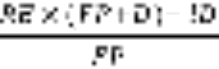 RE × (FP + D) − ID
FP